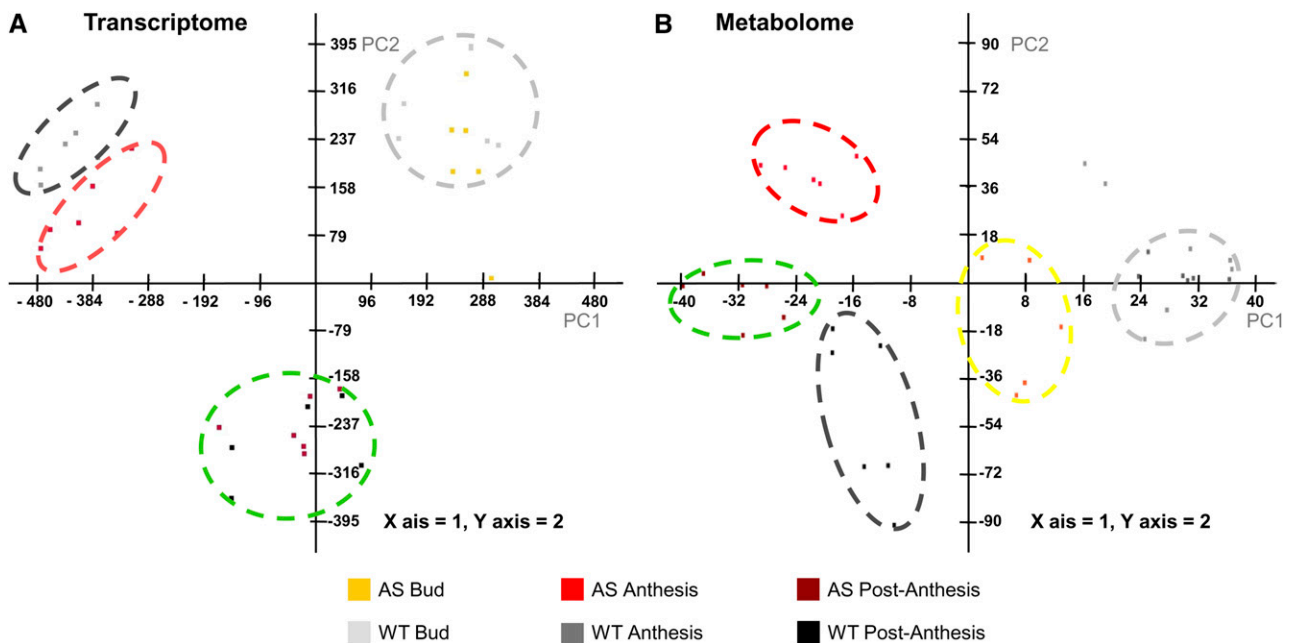 A Transcriptome
B Metabolome
395 PC2
316
237
158
79
- 480 - 384 - 288 - 192 - 96 96 192 288 384 480
PC1
-79
-158
-237
-316
-395
X ais = 1, Y axis = 2
90 PC2
72
54
36
18
-40 -32 -24 -16 -8 8 16 24 32 40
PC1
-18
-36
-54
-72
-90
X ais = 1, Y axis = 2
AS Bud AS Anthesis AS Post-Anthesis
WT Bud WT Anthesis WT Post-Anthesis